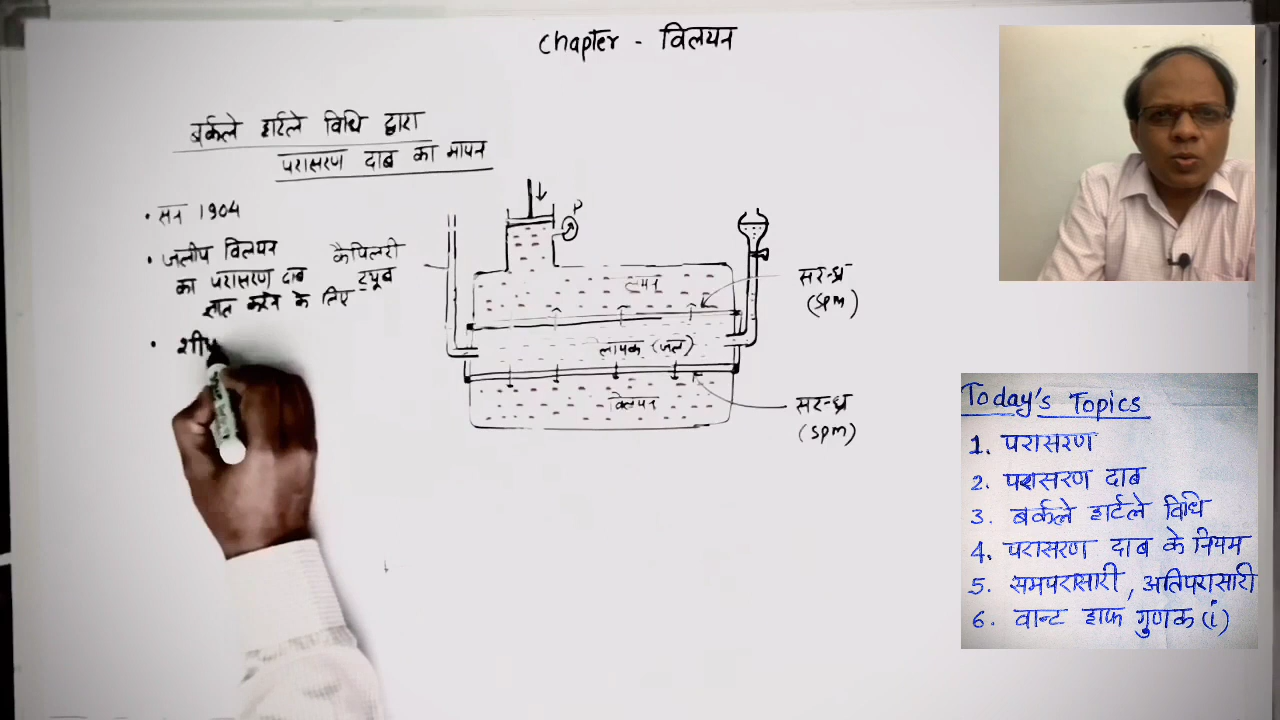 Chapter - विलयन
बर्कले हार्टले विधि द्वारा
परासरण दाब का मापन
• सन 1904
• जलीय विलयन
का परासरण दाब
ज्ञात करने के लिए
• शीघ
कैपिलरी
ट्यूब
P
सरन्ध्र
(SPM)
लायक (जल)
विलयन
सरन्ध्र
(SPM)
Today's Topics
1. परासरण
2. परासरण दाब
3. बर्कले हार्टले विधि
4. परासरण दाब के नियम
5. समपरासारी, अतिपरासारी
6. वान्ट हाफ गुणक (i)